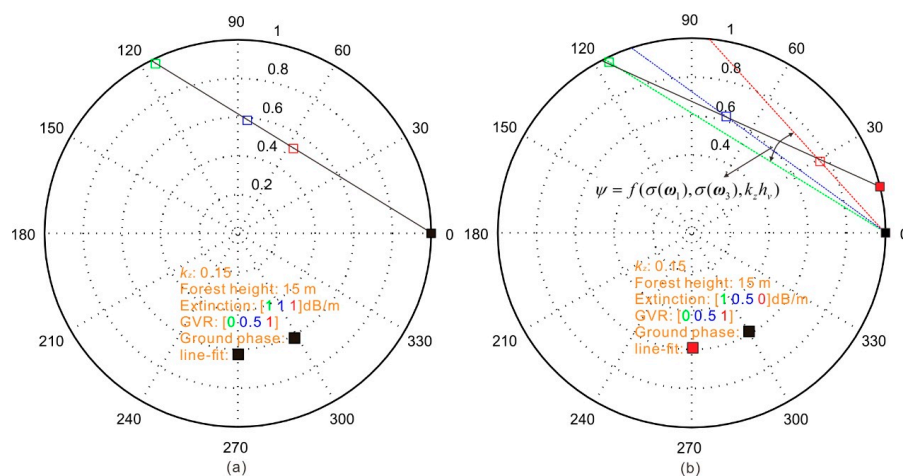 90
1
120
60
0.8
0.6
150
30
0.4
0.2
180
0
k_z: 0.15
Forest height: 15 m
Extinction: [1 1 1]dB/m
GVR: [0 0.5 1]
Ground phase:
line-fit:
210
330
240
300
270
(a)
90
1
120
60
0.8
0.6
150
30
0.4
ψ = f(σ(ω₁),σ(ω₃),k_zh_v)
180
0
k_z: 0.15
Forest height: 15 m
Extinction: [1 0.5 0]dB/m
GVR: [0 0.5 1]
Ground phase:
line-fit:
210
330
240
300
270
(b)